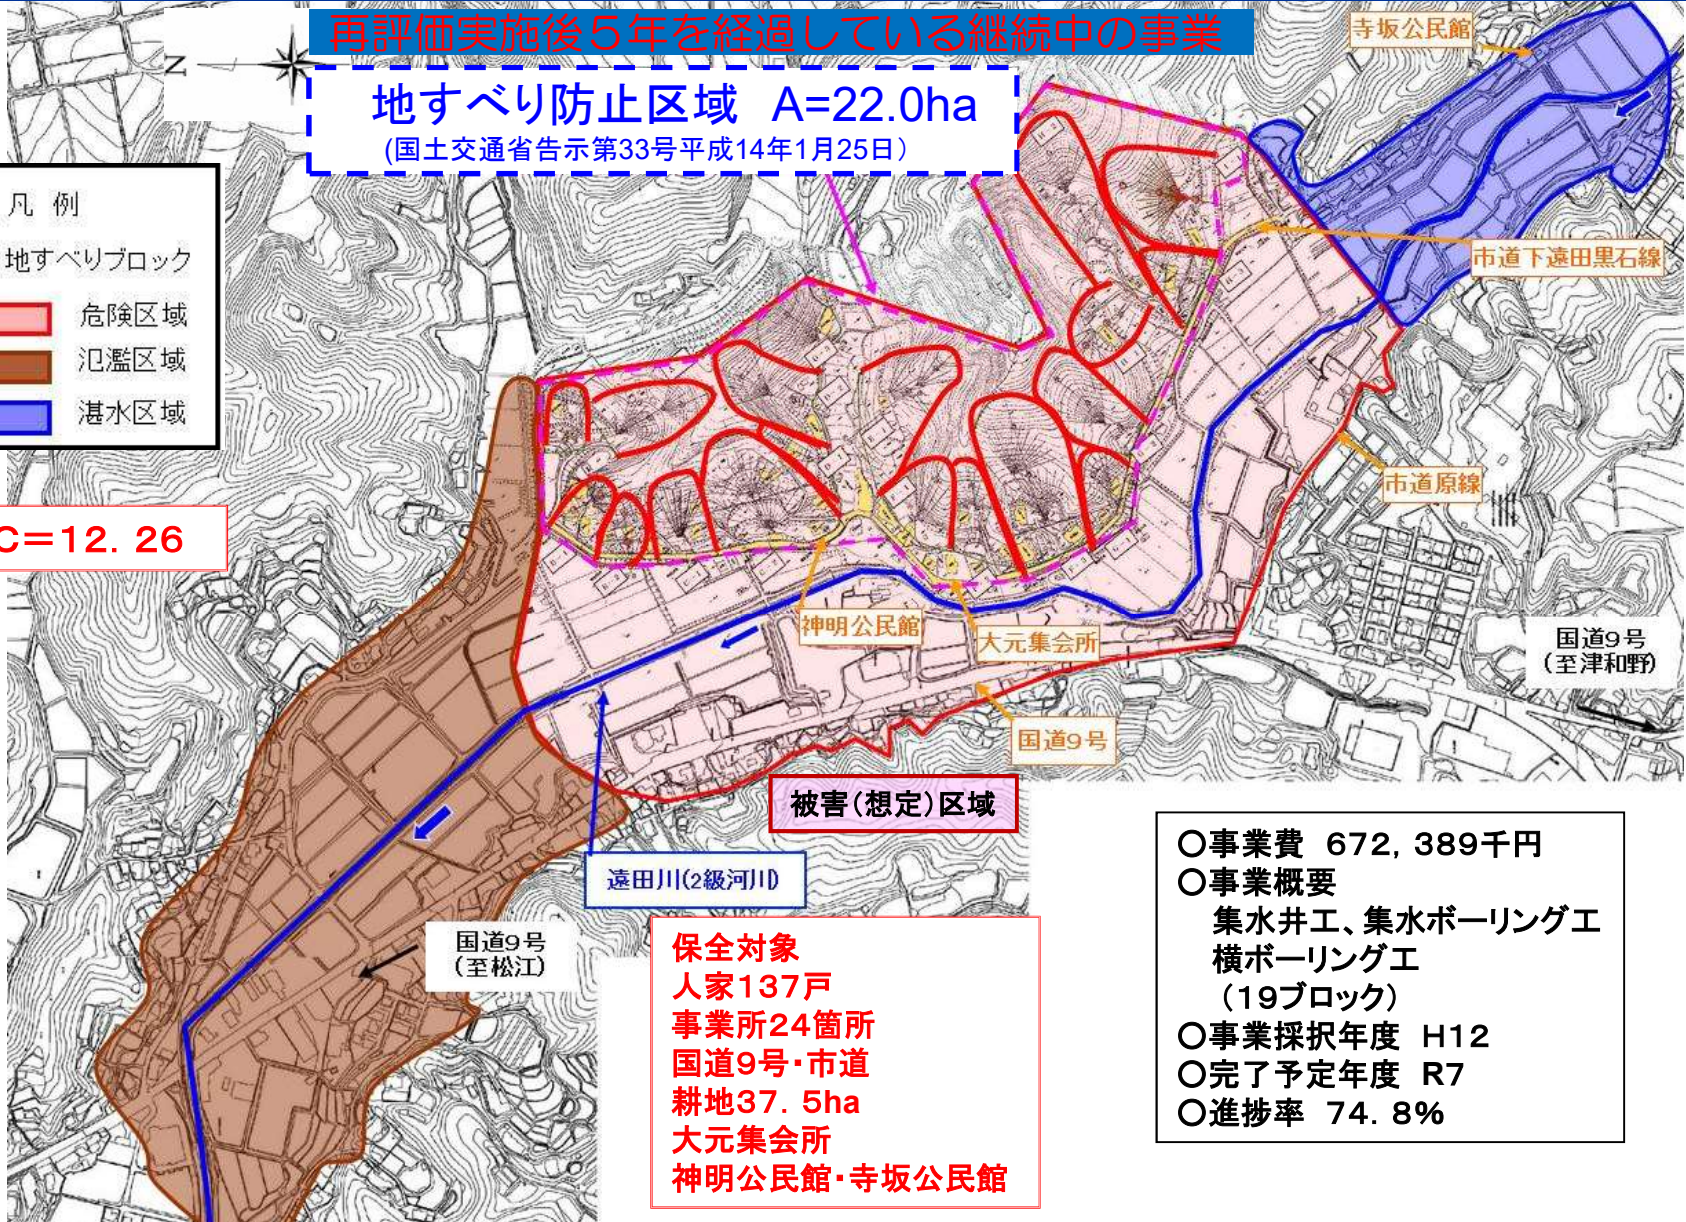 再評価実施後５年を経過している継続中の事業
地すべり防止区域　A=22.0ha
(国土交通省告示第33号平成14年1月25日）
N
凡 例
地すべりブロック
危険区域
氾濫区域
湛水区域
C＝12．26
寺坂公民館
市道下遠田黒石線
市道原線
神明公民館
大元集会所
国道9号
国道9号
（至津和野）
被害（想定）区域
遠田川(2級河川)
国道9号
（至松江）
保全対象
人家137戸
事業所24箇所
国道9号・市道
耕地37．5ha
大元集会所
神明公民館・寺坂公民館
○事業費　672，389千円
○事業概要
集水井工、集水ボーリング工
横ボーリング工
（19ブロック）
○事業採択年度　H12
○完了予定年度　R7
○進捗率　74．8％